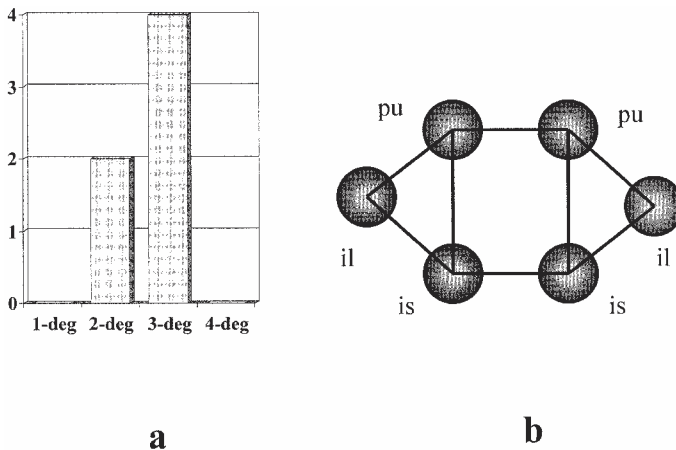 4
3
2
1
0
1-deg 2-deg 3-deg 4-deg
a
pu pu
il il
is is
b